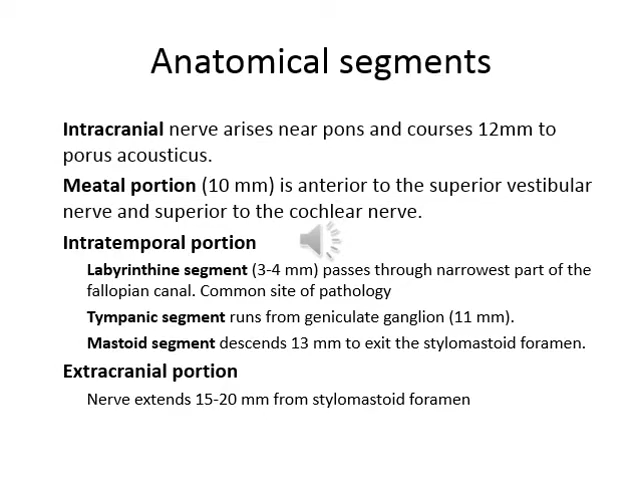 Anatomical segments
Intracranial nerve arises near pons and courses 12mm to
porus acousticus.
Meatal portion (10 mm) is anterior to the superior vestibular
nerve and superior to the cochlear nerve.
Intratemporal portion
Labyrinthine segment (3-4 mm) passes through narrowest part of the
fallopian canal. Common site of pathology
Tympanic segment runs from geniculate ganglion (11 mm).
Mastoid segment descends 13 mm to exit the stylomastoid foramen.
Extracranial portion
Nerve extends 15-20 mm from stylomastoid foramen